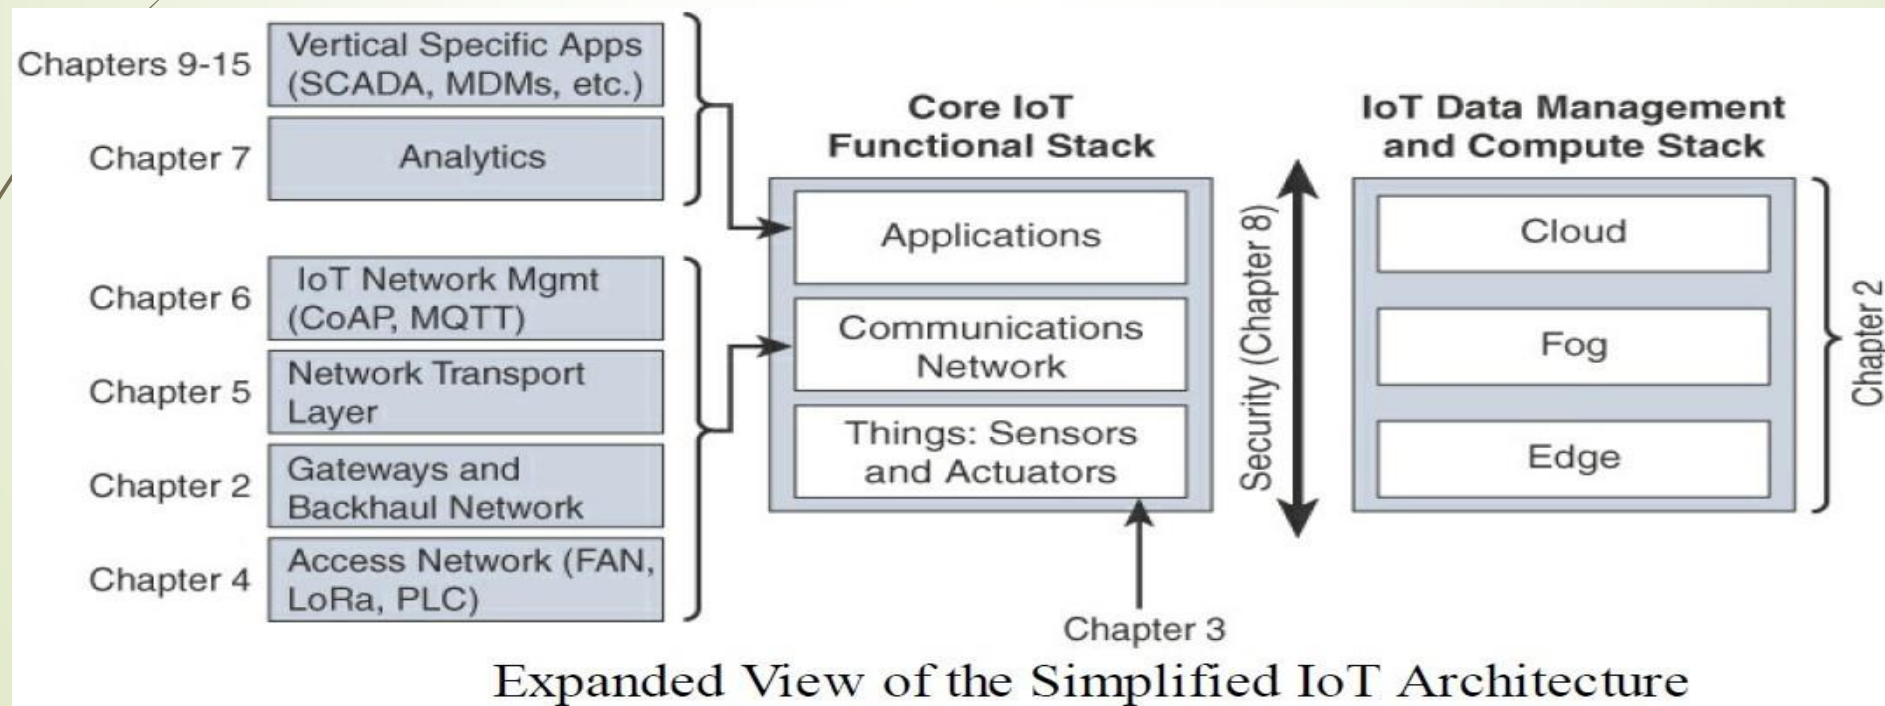 Chapters 9-15
Vertical Specific Apps
(SCADA, MDMs, etc.)
Chapter 7
Analytics
Chapter 6
IoT Network Mgmt
(CoAP, MQTT)
Chapter 5
Network Transport
Layer
Chapter 2
Gateways and
Backhaul Network
Chapter 4
Access Network (FAN,
LoRa, PLC)
Core IoT
Functional Stack
Applications
Communications
Network
Things: Sensors
and Actuators
Chapter 3
Security (Chapter 8)
IoT Data Management
and Compute Stack
Cloud
Fog
Edge
Chapter 2
Expanded View of the Simplified IoT Architecture